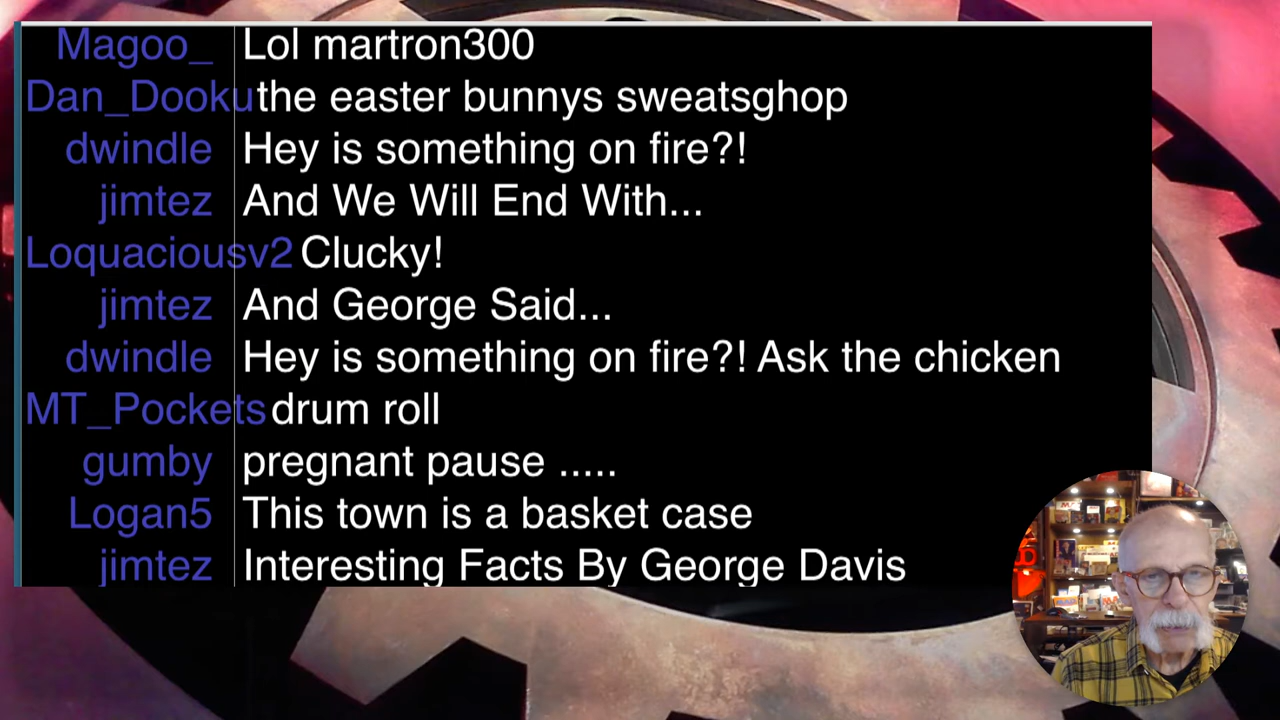 Magoo_ Lol martron300
Dan_Dooku the easter bunnys sweatsghop
dwindle Hey is something on fire?!
jimtez And We Will End With...
Loquaciousv2 Clucky!
jimtez And George Said...
dwindle Hey is something on fire?! Ask the chicken
MT_Pockets drum roll
gumby pregnant pause .....
Logan5 This town is a basket case
jimtez Interesting Facts By George Davis